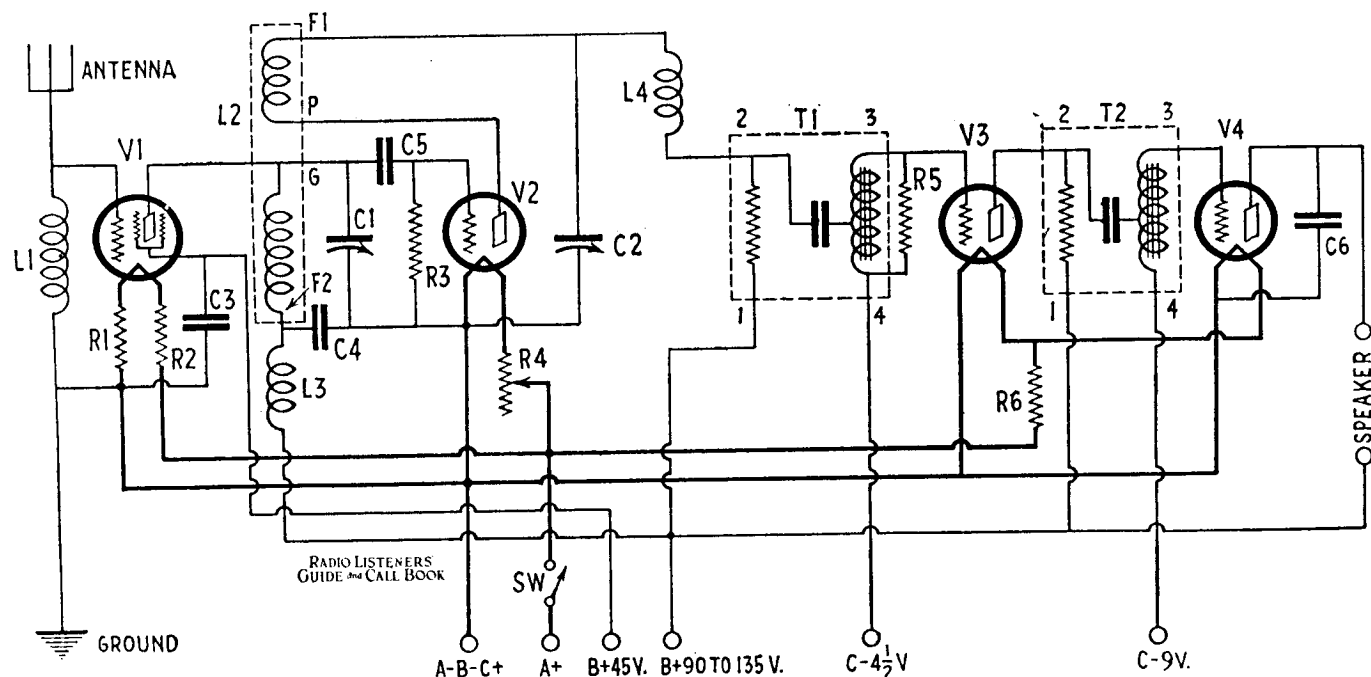 ANTENNA
F1
P
L2
L4
2 T1 3
V3
2 T2 3
V4
V1
C5
G
V2
C1
R3
C2
R5
L1
F2
C3
C6
R1
R2
C4
L3
R4
1
4
1
4
R6
SPEAKER
RADIO LISTENERS'
GUIDE and CALL BOOK
SW
GROUND
A-B-C+
A+
B+45V.
B+90 TO 135 V.
C-4½V
C-9V.